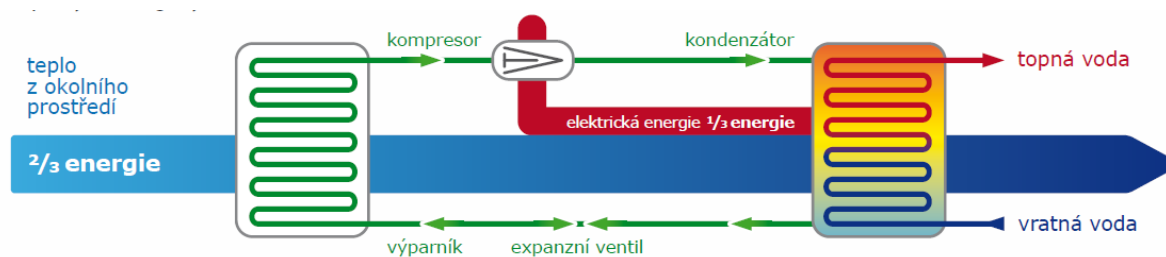 kompresor
kondenzátor
teplo
z okolního
prostředí
topná voda
elektrická energie ⅓ energie
⅔ energie
výparník
expanzní ventil
vratná voda